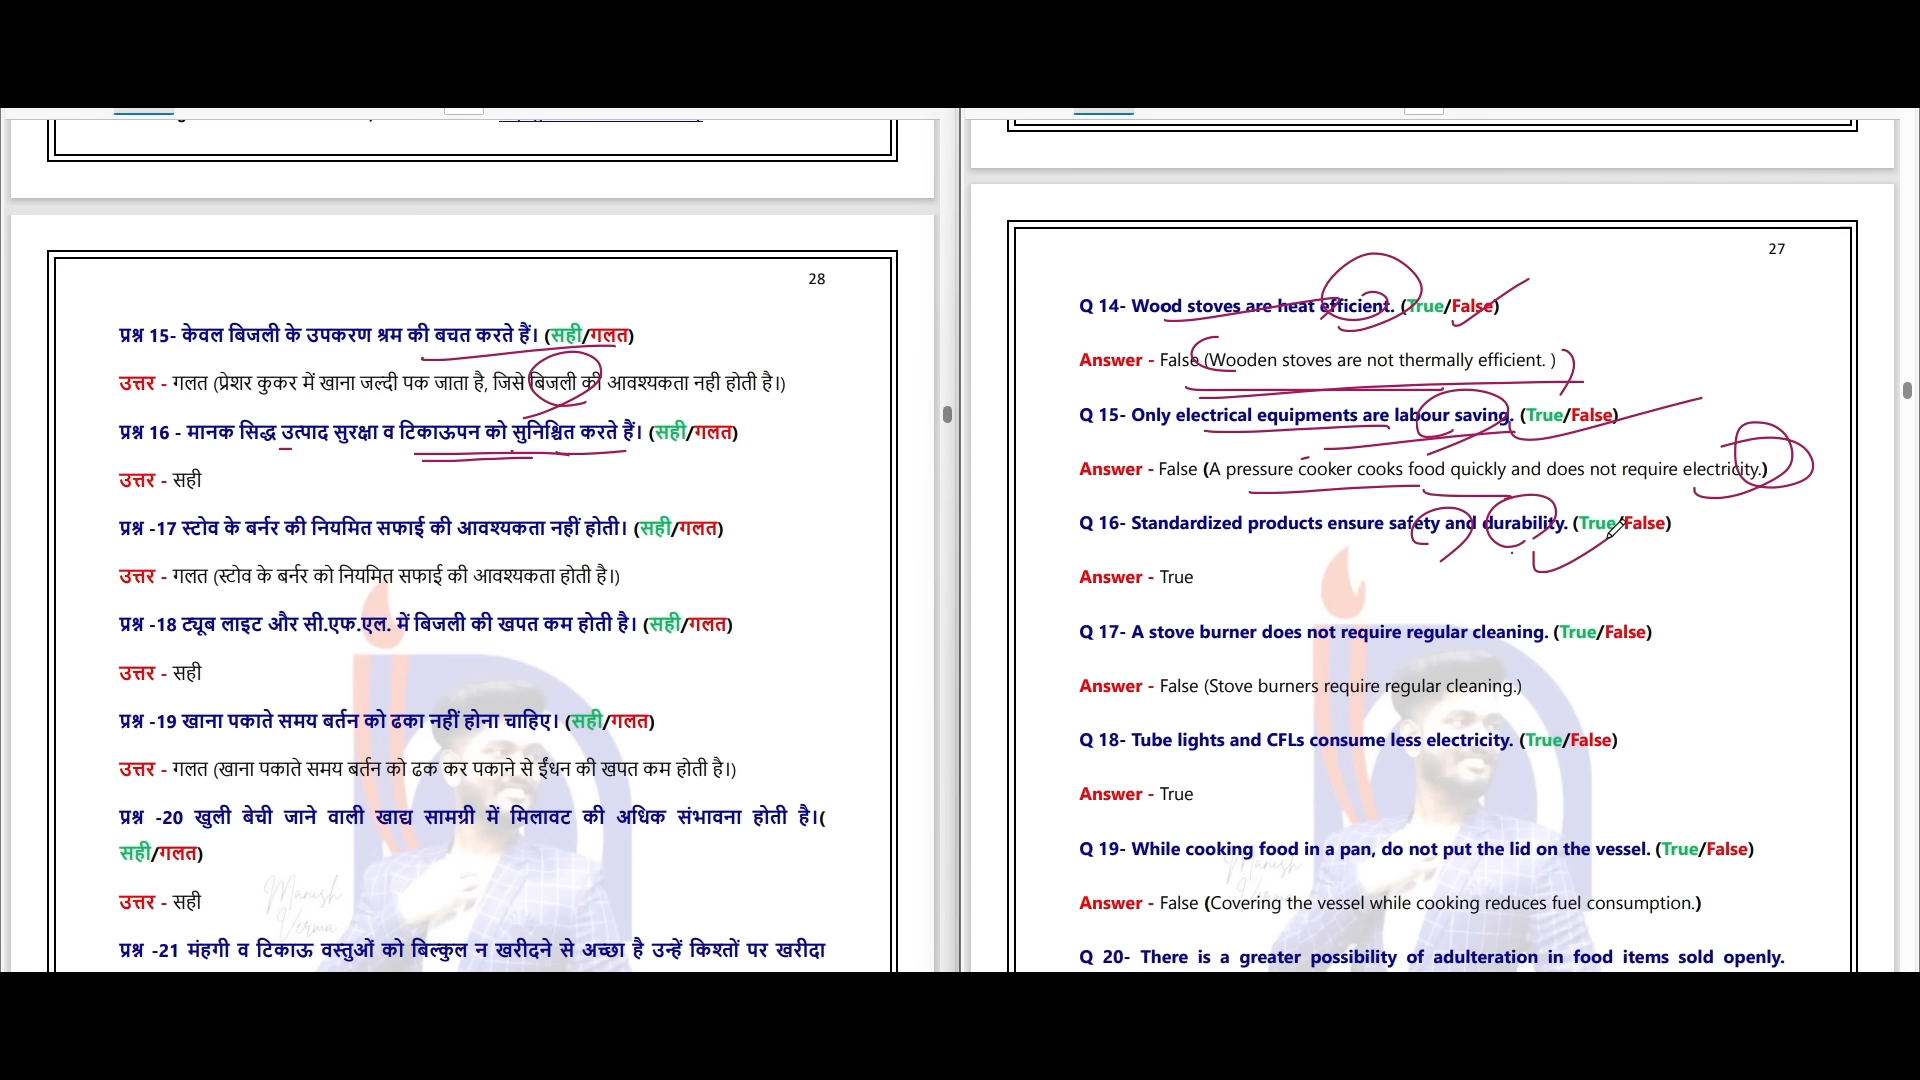 28
प्रश्न 15- केवल बिजली के उपकरण श्रम की बचत करते हैं। (सही/गलत)
उत्तर - गलत (प्रेशर कुकर में खाना जल्दी पक जाता है, जिसे बिजली की आवश्यकता नही होती है।)
प्रश्न 16 - मानक सिद्ध उत्पाद सुरक्षा व टिकाऊपन को सुनिश्चित करते हैं। (सही/गलत)
उत्तर - सही
प्रश्न -17 स्टोव के बर्नर की नियमित सफाई की आवश्यकता नहीं होती। (सही/गलत)
उत्तर - गलत (स्टोव के बर्नर को नियमित सफाई की आवश्यकता होती है।)
प्रश्न -18 ट्यूब लाइट और सी.एफ.एल. में बिजली की खपत कम होती है। (सही/गलत)
उत्तर - सही
प्रश्न -19 खाना पकाते समय बर्तन को ढका नहीं होना चाहिए। (सही/गलत)
उत्तर - गलत (खाना पकाते समय बर्तन को ढक कर पकाने से ईंधन की खपत कम होती है।)
प्रश्न -20 खुली बेची जाने वाली खाद्य सामग्री में मिलावट की अधिक संभावना होती है।(
सही/गलत)
उत्तर - सही
Manish
Verma
प्रश्न -21 मंहगी व टिकाऊ वस्तुओं को बिल्कुल न खरीदने से अच्छा है उन्हें किश्तों पर खरीदा
27
Q 14- Wood stoves are heat efficient. (True/False)
Answer - False (Wooden stoves are not thermally efficient. )
Q 15- Only electrical equipments are labour saving. (True/False)
Answer - False (A pressure cooker cooks food quickly and does not require electricity.)
Q 16- Standardized products ensure safety and durability. (True/False)
Answer - True
Q 17- A stove burner does not require regular cleaning. (True/False)
Answer - False (Stove burners require regular cleaning.)
Q 18- Tube lights and CFLs consume less electricity. (True/False)
Answer - True
Q 19- While cooking food in a pan, do not put the lid on the vessel. (True/False)
Answer - False (Covering the vessel while cooking reduces fuel consumption.)
Q 20- There is a greater possibility of adulteration in food items sold openly.